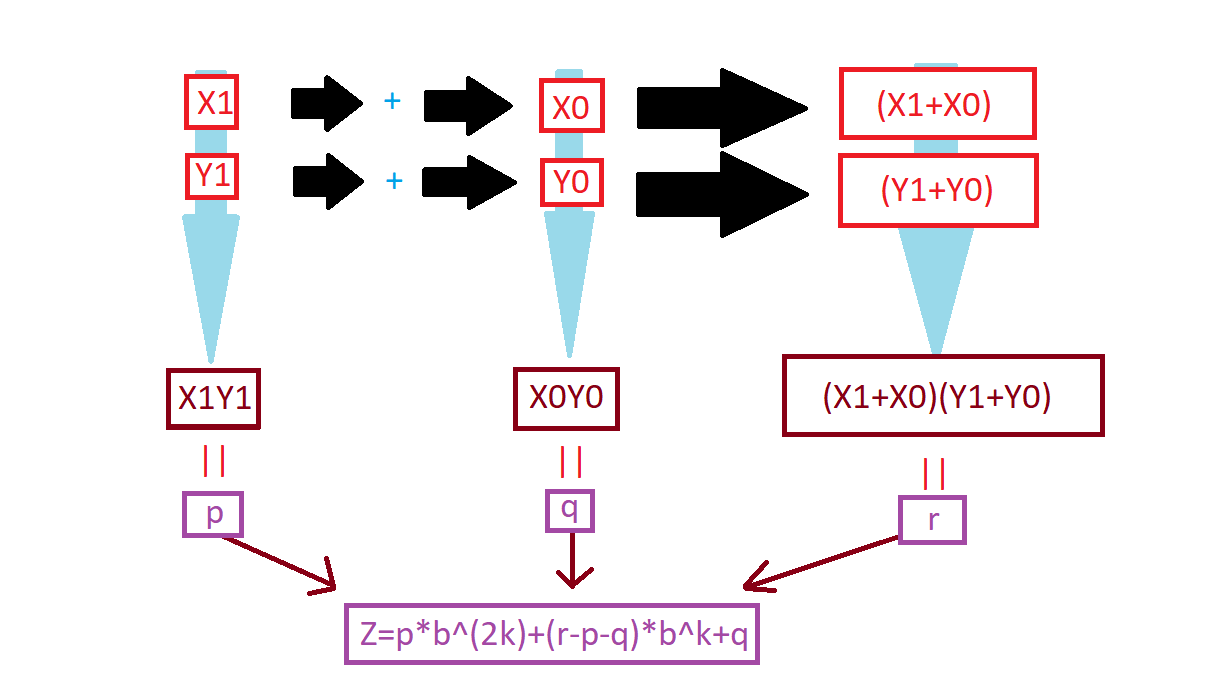 X1 + X0 (X1+X0)
Y1 + Y0 (Y1+Y0)
X1Y1 X0Y0 (X1+X0)(Y1+Y0)
|| || ||
p q r
Z=p*b^(2k)+(r-p-q)*b^k+q